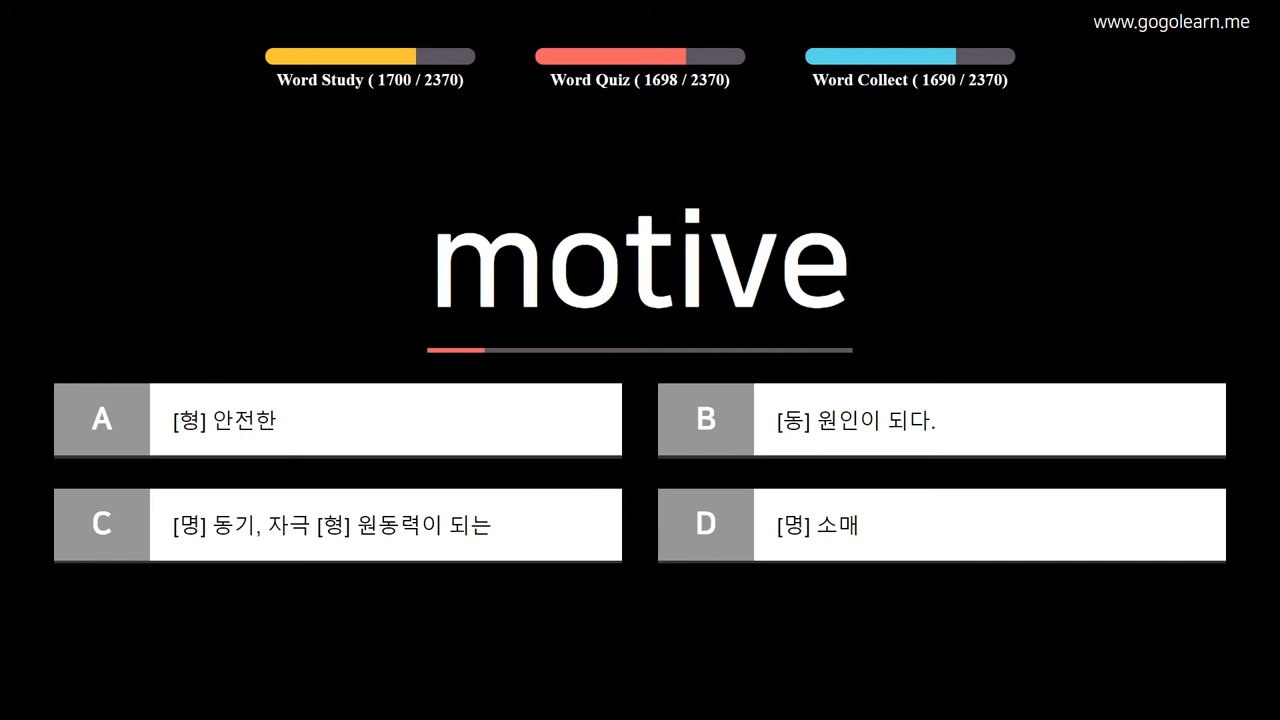 www.gogolearn.me
Word Study ( 1700 / 2370)
Word Quiz ( 1698 / 2370)
Word Collect ( 1690 / 2370)
motive
A [형] 안전한
B [동] 원인이 되다.
C [명] 동기, 자극 [형] 원동력이 되는
D [명] 소매